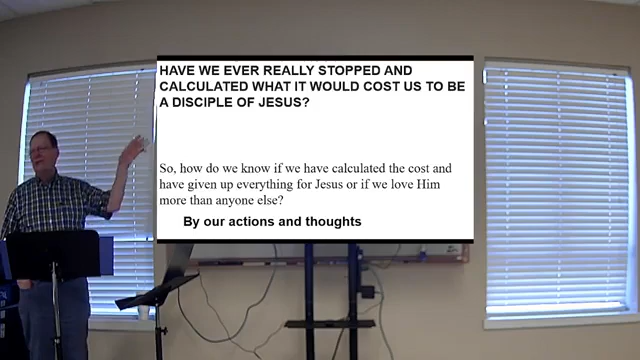 HAVE WE EVER REALLY STOPPED AND
CALCULATED WHAT IT WOULD COST US TO BE
A DISCIPLE OF JESUS?
So, how do we know if we have calculated the cost and
have given up everything for Jesus or if we love Him
more than anyone else?
By our actions and thoughts